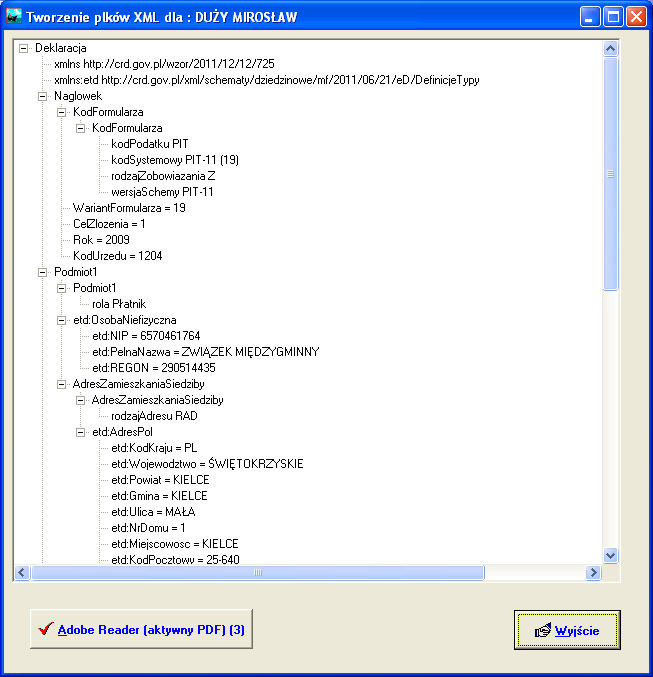 Tworzenie plków XML dla : DUŻY MIROSŁAW
Deklaracja
xmlns http://crd.gov.pl/wzor/2011/12/12/725
xmlns:etd http://crd.gov.pl/xml/schematy/dziedzinowe/mf/2011/06/21/eD/DefinicjeTypy
Naglowek
KodFormularza
KodFormularza
kodPodatku PIT
kodSystemowy PIT-11 (19)
rodzajZobowiazania Z
wersjaSchemy PIT-11
WariantFormularza = 19
CelZlozenia = 1
Rok = 2009
KodUrzedu = 1204
Podmiot1
Podmiot1
rola Płatnik
etd:OsobaNiefizyczna
etd:NIP = 6570461764
etd:PelnaNazwa = ZWIĄZEK MIĘDZYGMINNY
etd:REGON = 290514435
AdresZamieszkaniaSiedziby
AdresZamieszkaniaSiedziby
rodzajAdresu RAD
etd:AdresPol
etd:KodKraju = PL
etd:Wojewodztwo = ŚWIĘTOKRZYSKIE
etd:Powiat = KIELCE
etd:Gmina = KIELCE
etd:Ulica = MAŁA
etd:NrDomu = 1
etd:Miejscowosc = KIELCE
etd:KodPocztowy = 25-640
Adobe Reader (aktywny PDF) (3)
Wyjście